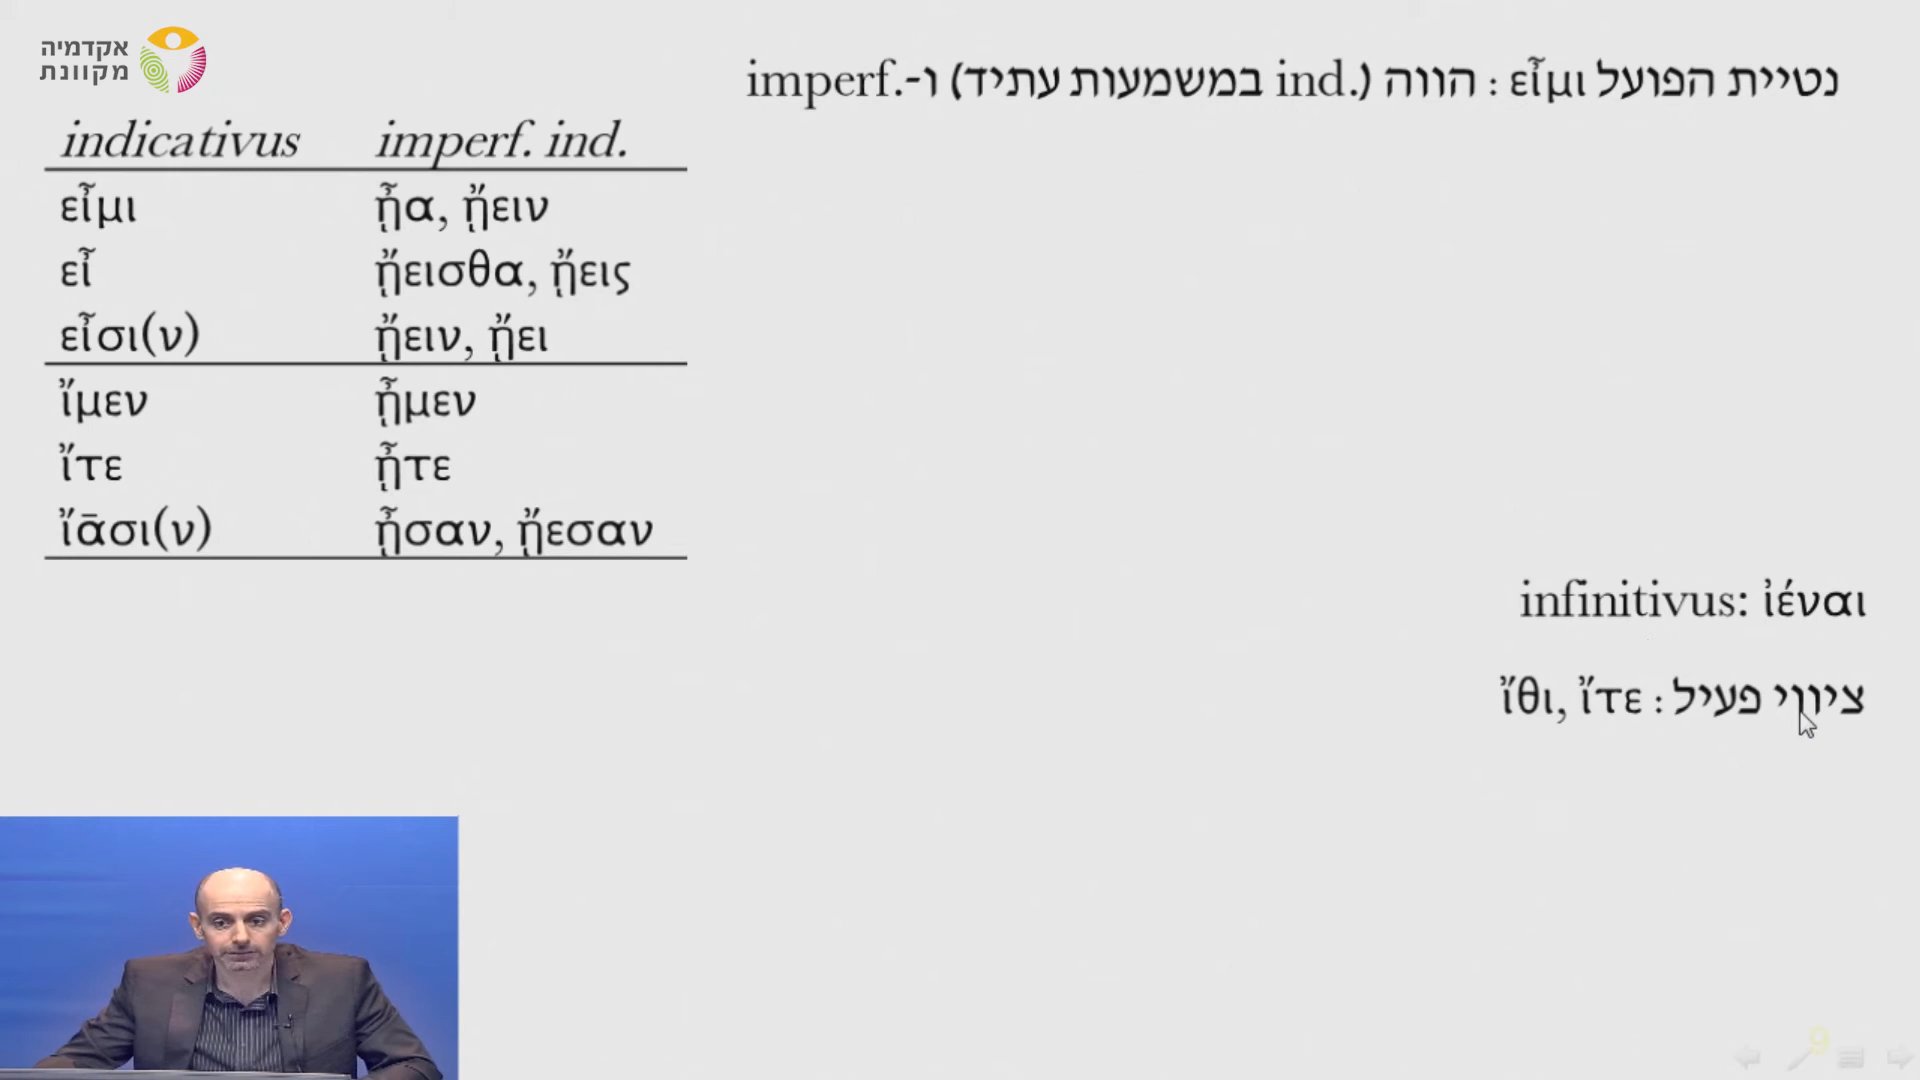 אקדמיה
מקוונת
נטיית הפועל εἶμι : הווה (ind. במשמעות עתיד) ו-imperf.
indicativus imperf. ind.
εἶμι ᾖα, ᾔειν
εἶ ᾔεισθα, ᾔεις
εἶσι(ν) ᾔειν, ᾔει
ἴμεν ᾖμεν
ἴτε ᾖτε
ἴᾱσι(ν) ᾖσαν, ᾔεσαν
infinitivus: ἰέναι
ציווי פעיל : ἴθι, ἴτε
9